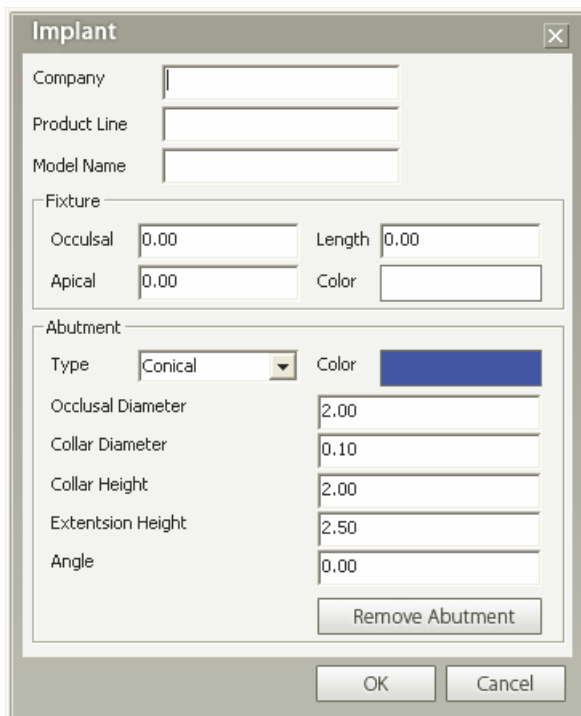 Implant
Company
Product Line
Model Name
Fixture
Occulsal 0.00 Length 0.00
Apical 0.00 Color
Abutment
Type Conical Color
Occlusal Diameter 2.00
Collar Diameter 0.10
Collar Height 2.00
Extentsion Height 2.50
Angle 0.00
Remove Abutment
OK Cancel